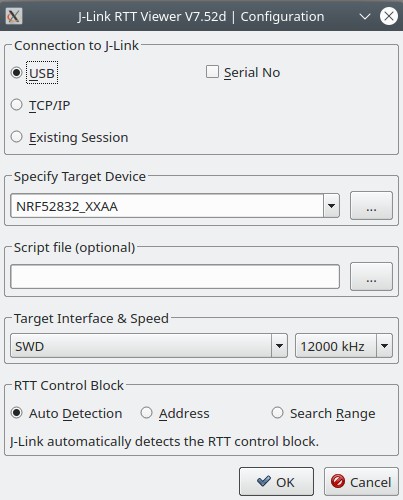 J-Link RTT Viewer V7.52d | Configuration
Connection to J-Link
USB
Serial No
TCP/IP
Existing Session
Specify Target Device
NRF52832_XXAA
...
Script file (optional)
...
Target Interface & Speed
SWD
12000 kHz
RTT Control Block
Auto Detection
Address
Search Range
J-Link automatically detects the RTT control block.
OK
Cancel